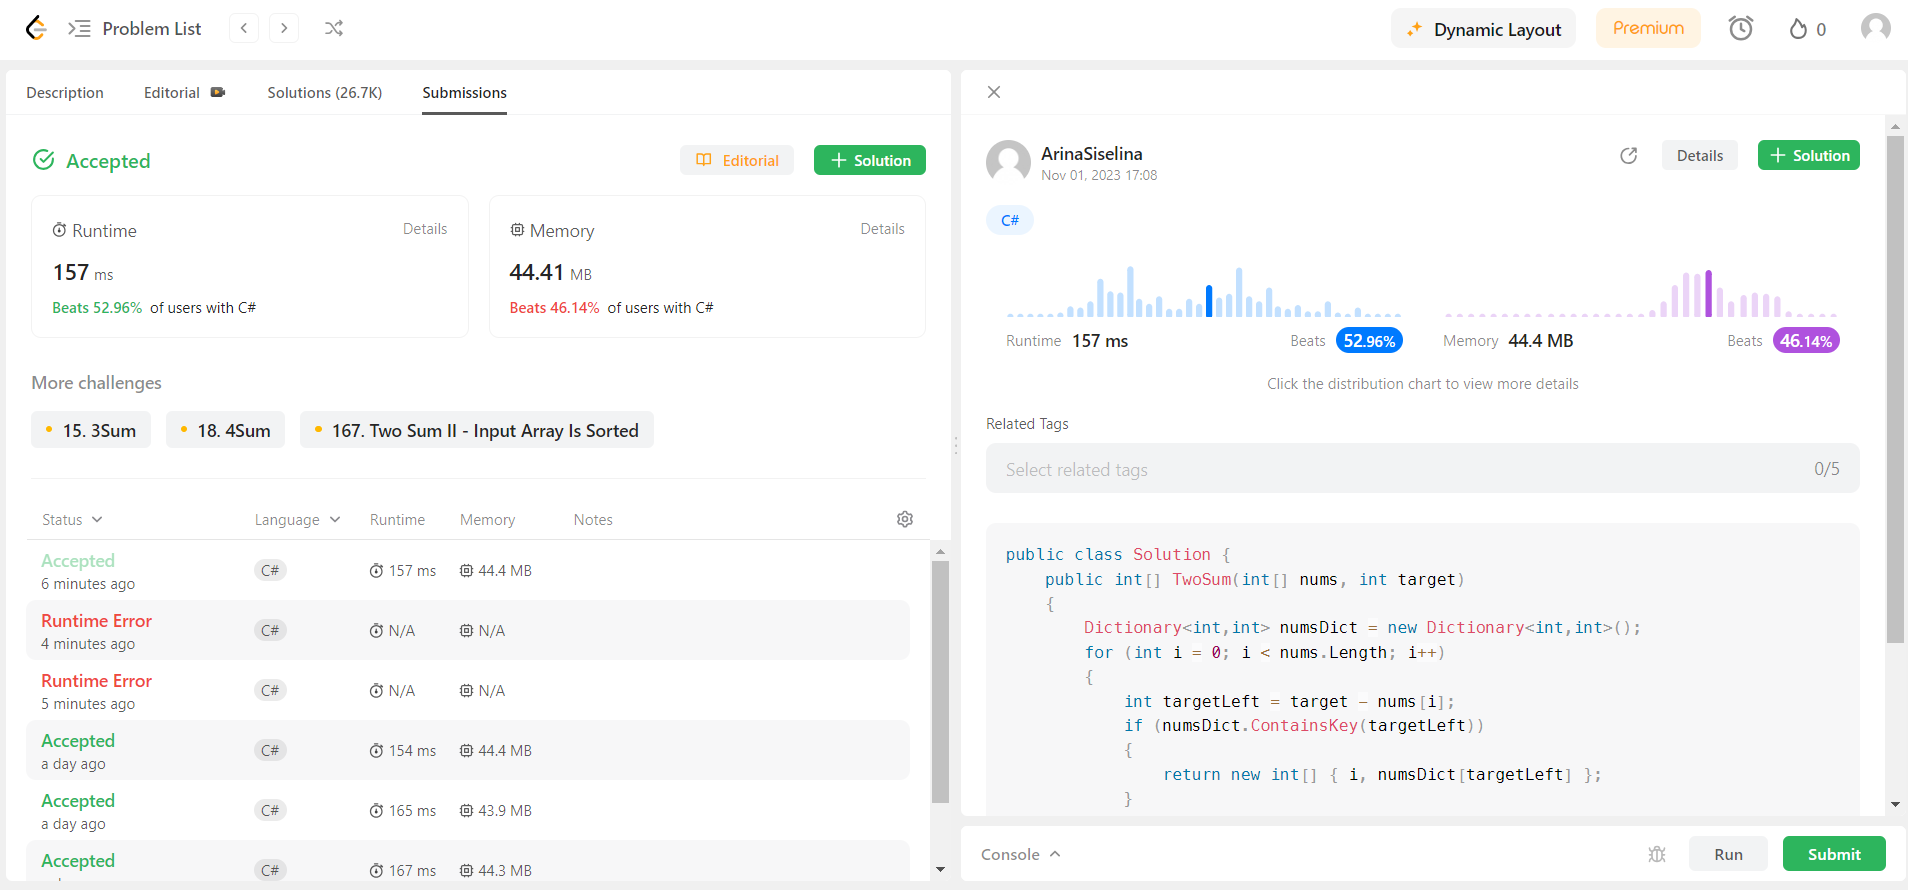 Problem List
Dynamic Layout
Premium
0
Description
Editorial
Solutions (26.7K)
Submissions
Accepted
Editorial
+ Solution
Runtime
Details
157 ms
Beats 52.96% of users with C#
Memory
Details
44.41 MB
Beats 46.14% of users with C#
More challenges
15. 3Sum
18. 4Sum
167. Two Sum II - Input Array Is Sorted
Status Language Runtime Memory Notes
Accepted
6 minutes ago
C# 157 ms 44.4 MB
Runtime Error
4 minutes ago
C# N/A N/A
Runtime Error
5 minutes ago
C# N/A N/A
Accepted
a day ago
C# 154 ms 44.4 MB
Accepted
a day ago
C# 165 ms 43.9 MB
Accepted
C# 167 ms 44.3 MB
ArinaSiselina
Nov 01, 2023 17:08
Details
+ Solution
C#
Runtime 157 ms
Beats 52.96%
Memory 44.4 MB
Beats 46.14%
Click the distribution chart to view more details
Related Tags
Select related tags 0/5
public class Solution {
    public int[] TwoSum(int[] nums, int target)
    {
        Dictionary<int,int> numsDict = new Dictionary<int,int>();
        for (int i = 0; i < nums.Length; i++)
        {
            int targetLeft = target - nums[i];
            if (numsDict.ContainsKey(targetLeft))
            {
                return new int[] { i, numsDict[targetLeft] };
            }
Console
Run
Submit